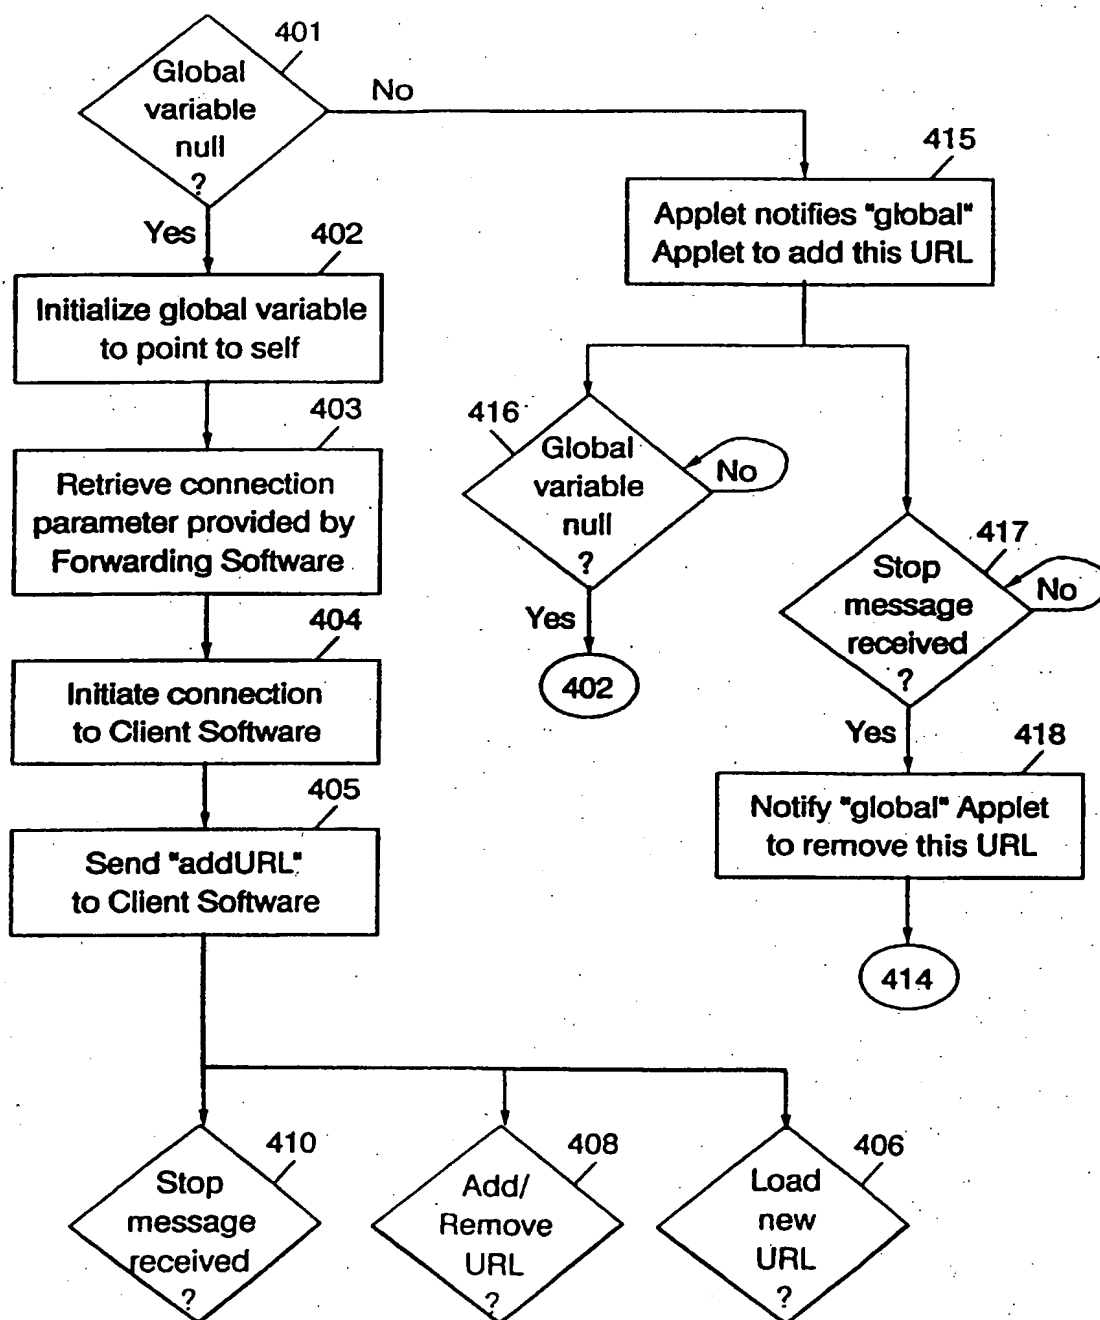 401
Global
variable
null
?
No
Yes
415
Applet notifies "global"
Applet to add this URL
402
Initialize global variable
to point to self
403
Retrieve connection
parameter provided by
Forwarding Software
404
Initiate connection
to Client Software
405
Send "addURL"
to Client Software
416
Global
variable
null
?
No
Yes
402
417
Stop
message
received
?
No
Yes
418
Notify "global" Applet
to remove this URL
414
410
Stop
message
received
?
408
Add/
Remove
URL
?
406
Load
new
URL
?